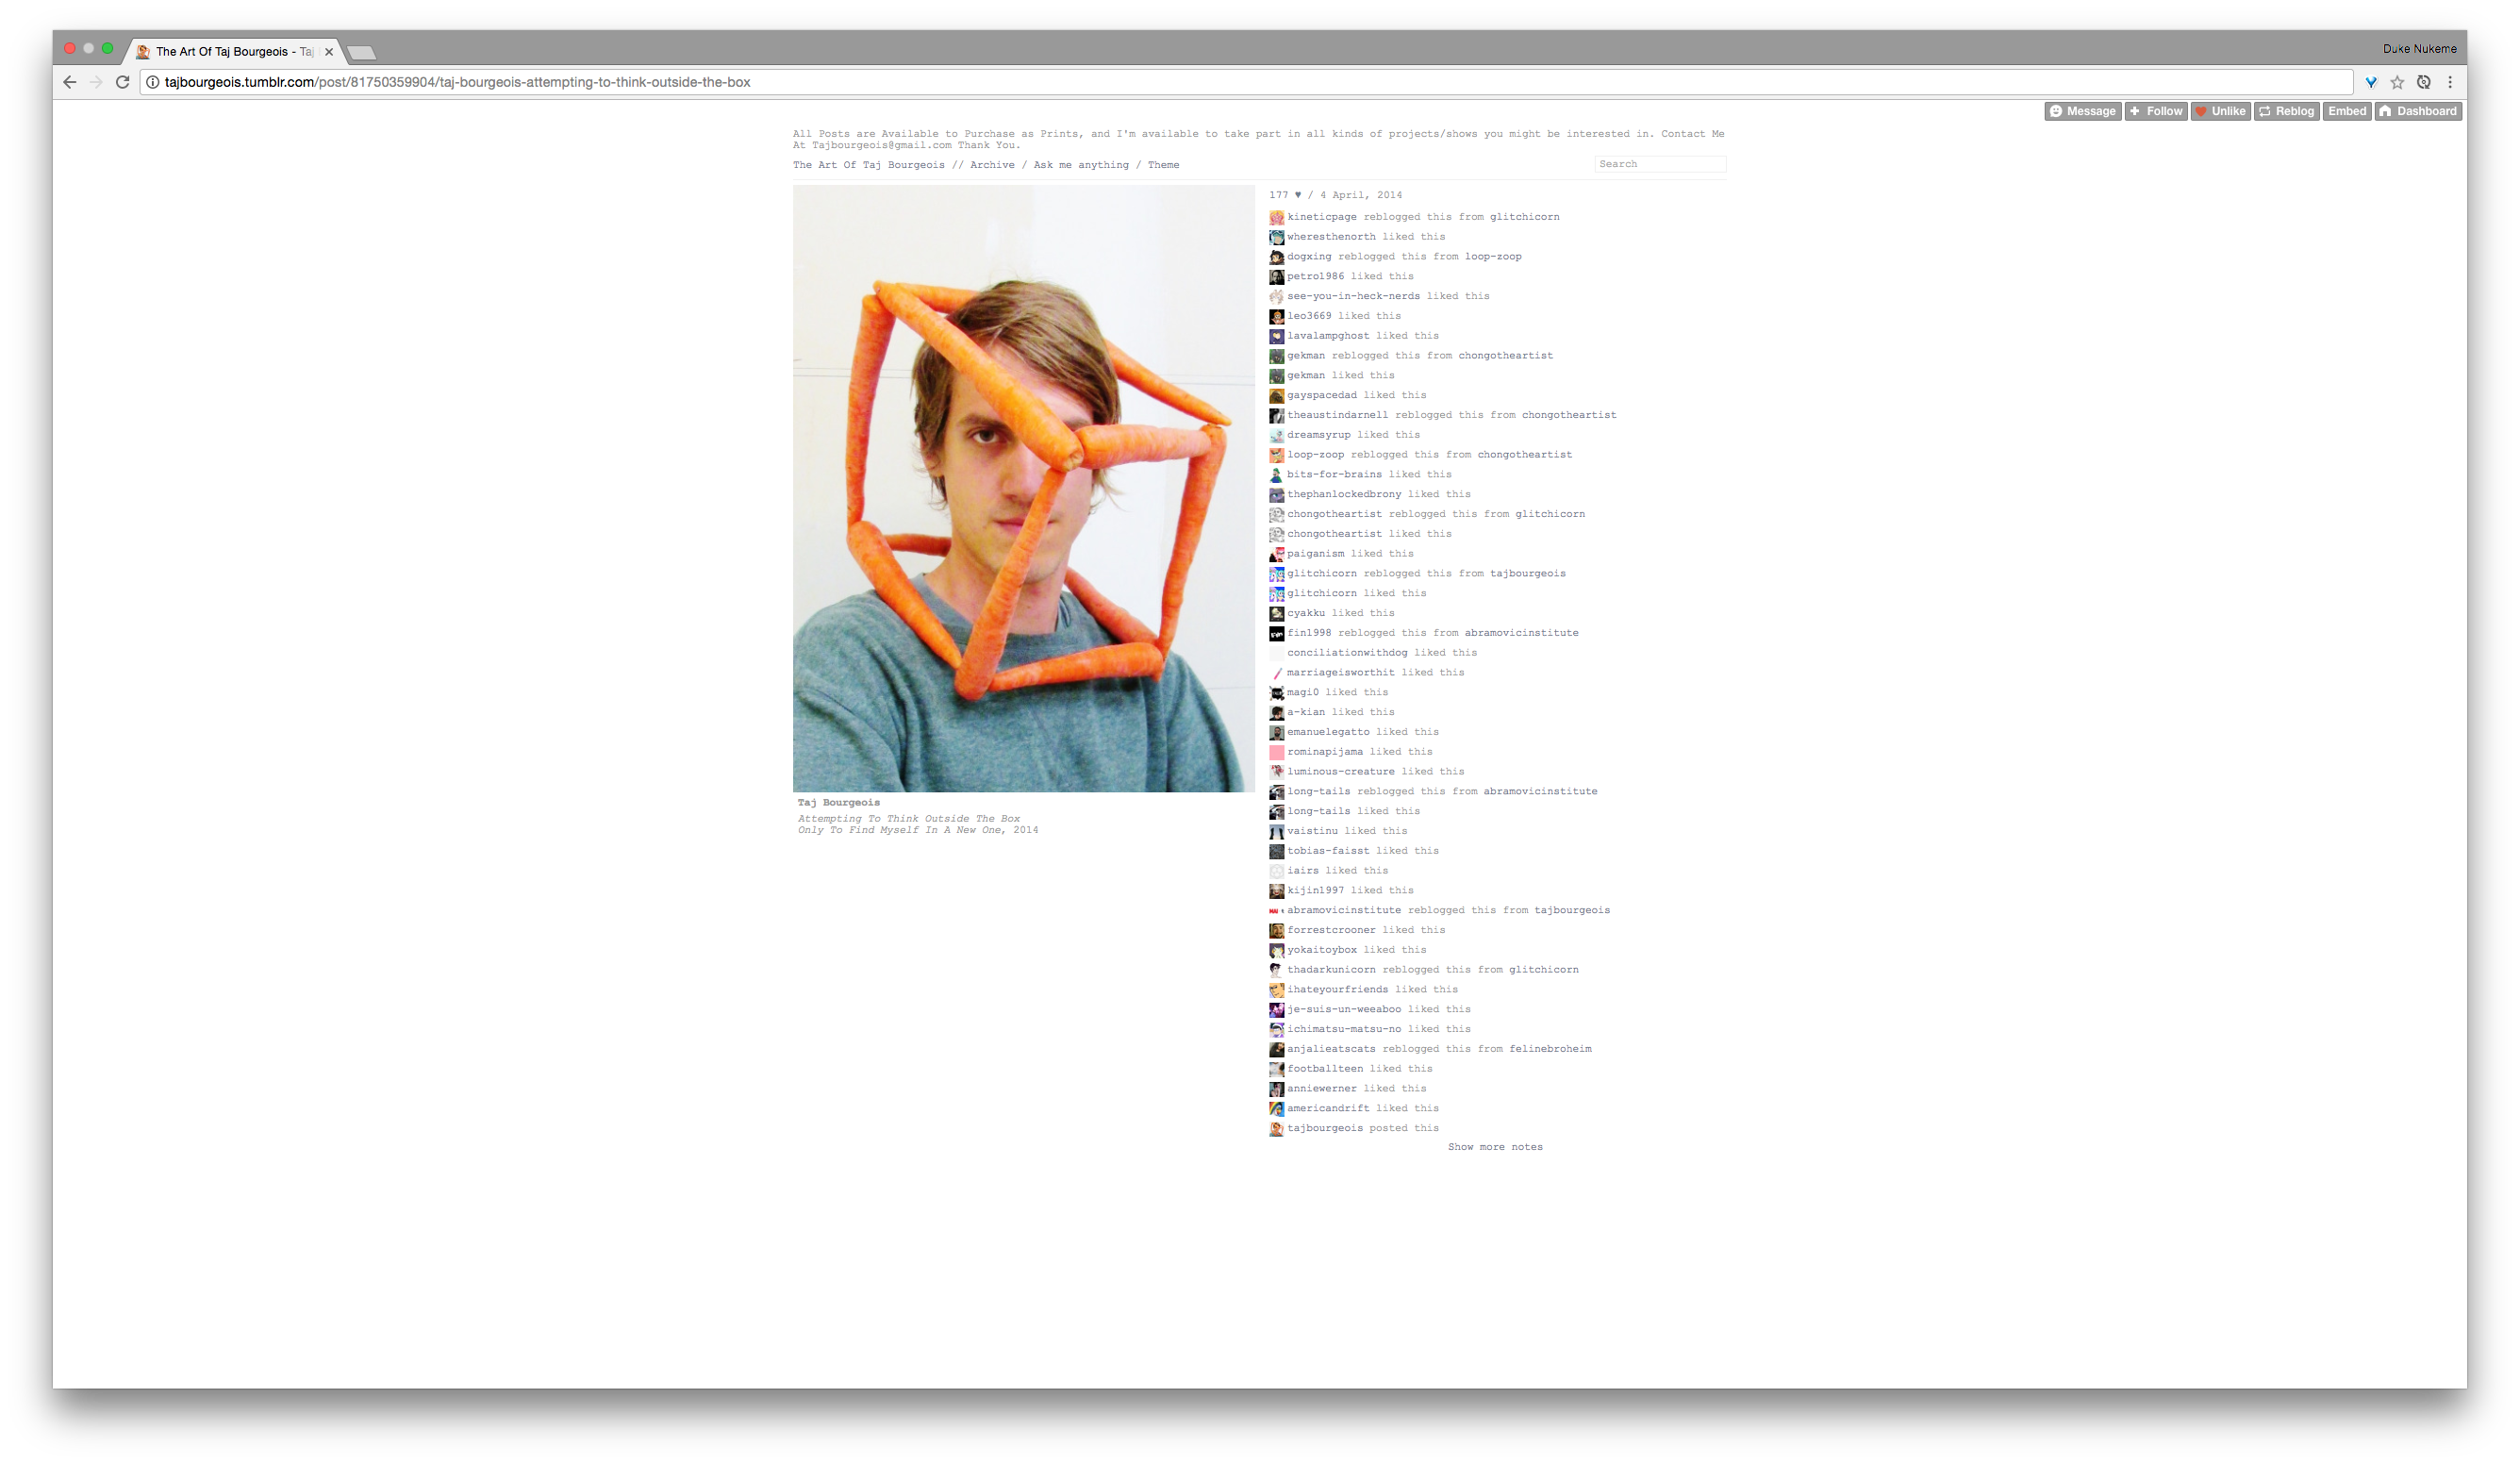 The Art Of Taj Bourgeois - Taj
Duke Nukeme
tajbourgeois.tumblr.com/post/81750359904/taj-bourgeois-attempting-to-think-outside-the-box
Message Follow Unlike Reblog Embed Dashboard
All Posts are Available to Purchase as Prints, and I'm available to take part in all kinds of projects/shows you might be interested in. Contact Me
At Tajbourgeois@gmail.com Thank You.
The Art Of Taj Bourgeois // Archive / Ask me anything / Theme
Search
Taj Bourgeois
Attempting To Think Outside The Box
Only To Find Myself In A New One, 2014
177 ♥ / 4 April, 2014
kineticpage reblogged this from glitchicorn
wheresthenorth liked this
dogxing reblogged this from loop-zoop
petro1986 liked this
see-you-in-heck-nerds liked this
leo3669 liked this
lavalampghost liked this
gekman reblogged this from chongotheartist
gekman liked this
gayspacedad liked this
theaustindarnell reblogged this from chongotheartist
dreamsyrup liked this
loop-zoop reblogged this from chongotheartist
bits-for-brains liked this
thephanlockedbrony liked this
chongotheartist reblogged this from glitchicorn
chongotheartist liked this
paiganism liked this
glitchicorn reblogged this from tajbourgeois
glitchicorn liked this
cyakku liked this
fin1998 reblogged this from abramovicinstitute
conciliationwithdog liked this
marriageisworthit liked this
magi0 liked this
a-kian liked this
emanuelegatto liked this
rominapijama liked this
luminous-creature liked this
long-tails reblogged this from abramovicinstitute
long-tails liked this
vaistinu liked this
tobias-faisst liked this
iairs liked this
kijin1997 liked this
abramovicinstitute reblogged this from tajbourgeois
forrestcrooner liked this
yokaitoybox liked this
thadarkunicorn reblogged this from glitchicorn
ihateyourfriends liked this
je-suis-un-weeaboo liked this
ichimatsu-matsu-no liked this
anjalieatscats reblogged this from felinebroheim
footballteen liked this
anniewerner liked this
americandrift liked this
tajbourgeois posted this
Show more notes